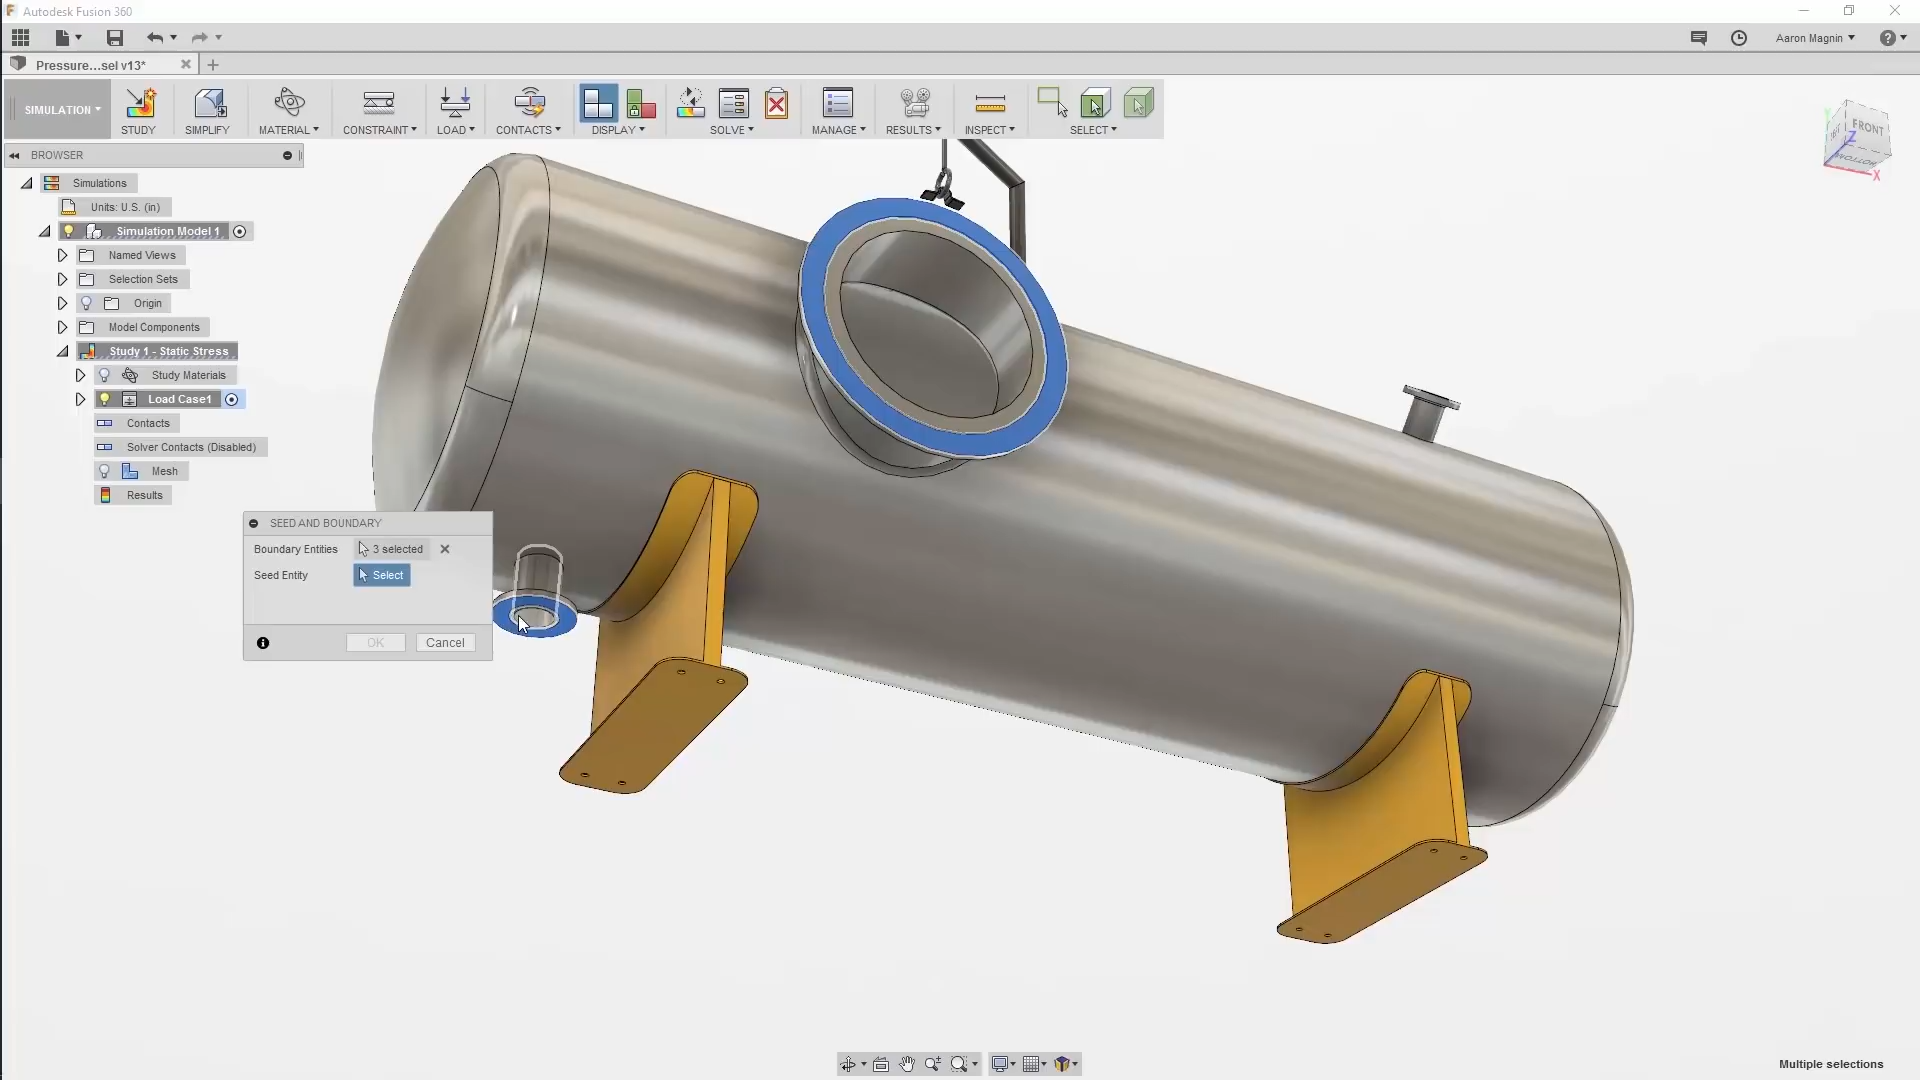 Autodesk Fusion 360
Aaron Magnin
Pressure...sel v13*
SIMULATION
STUDY
SIMPLIFY
MATERIAL
CONSTRAINT
LOAD
CONTACTS
DISPLAY
SOLVE
MANAGE
RESULTS
INSPECT
SELECT
BROWSER
Simulations
Units: U.S. (in)
Simulation Model 1
Named Views
Selection Sets
Origin
Model Components
Study 1 - Static Stress
Study Materials
Load Case1
Contacts
Solver Contacts (Disabled)
Mesh
Results
SEED AND BOUNDARY
Boundary Entities 3 selected
Seed Entity Select
OK Cancel
FRONT
BOTTOM
Z
X
Multiple selections